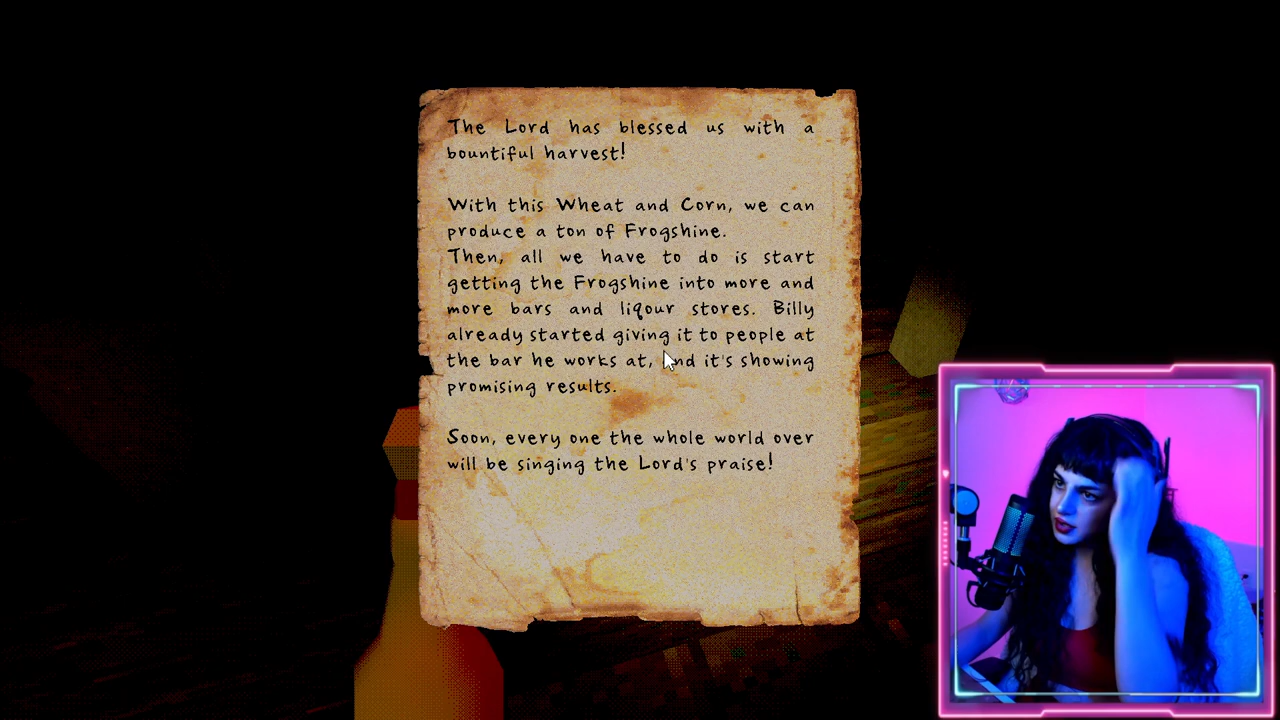 The Lord has blessed us with a
bountiful harvest!
With this Wheat and Corn, we can
produce a ton of Frogshine.
Then, all we have to do is start
getting the Frogshine into more and
more bars and liqour stores. Billy
already started giving it to people at
the bar he works at, and it's showing
promising results.
Soon, every one the whole world over
will be singing the Lord's praise!